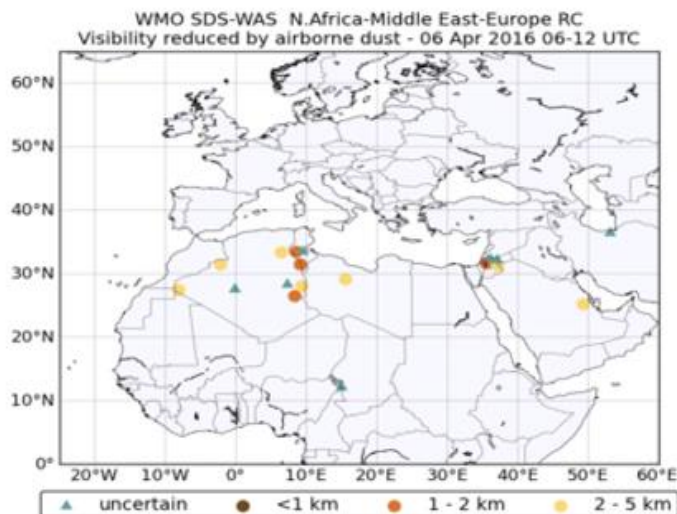 WMO SDS-WAS N.Africa-Middle East-Europe RC
Visibility reduced by airborne dust - 06 Apr 2016 06-12 UTC
60°N
50°N
40°N
30°N
20°N
10°N
0°
20°W 10°W 0° 10°E 20°E 30°E 40°E 50°E 60°E
uncertain <1 km 1 - 2 km 2 - 5 km